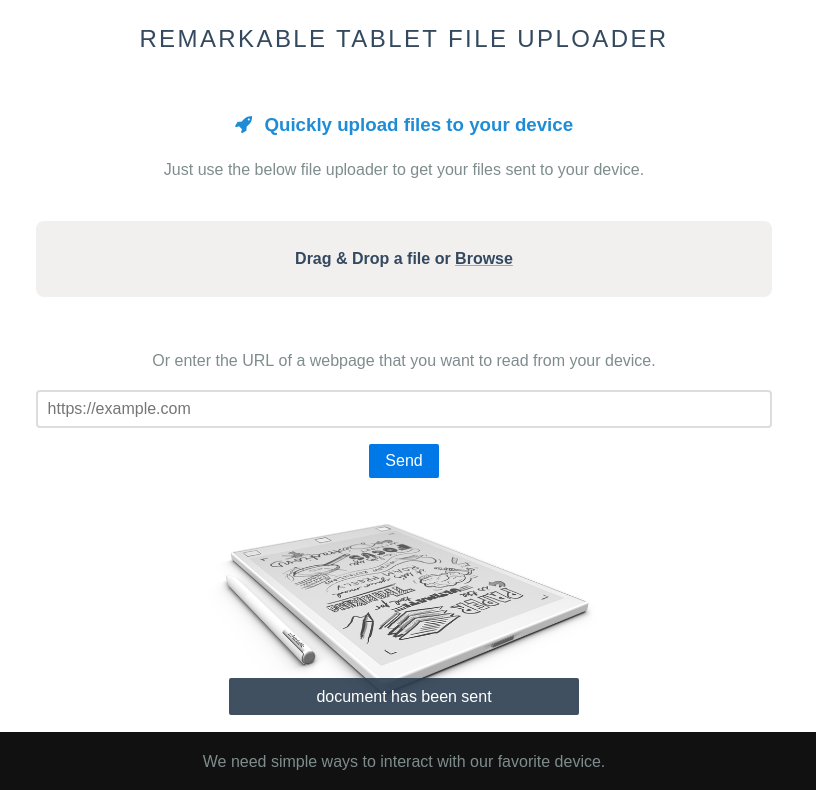 REMARKABLE TABLET FILE UPLOADER
Quickly upload files to your device
Just use the below file uploader to get your files sent to your device.
Drag & Drop a file or Browse
Or enter the URL of a webpage that you want to read from your device.
https://example.com
Send
document has been sent
We need simple ways to interact with our favorite device.